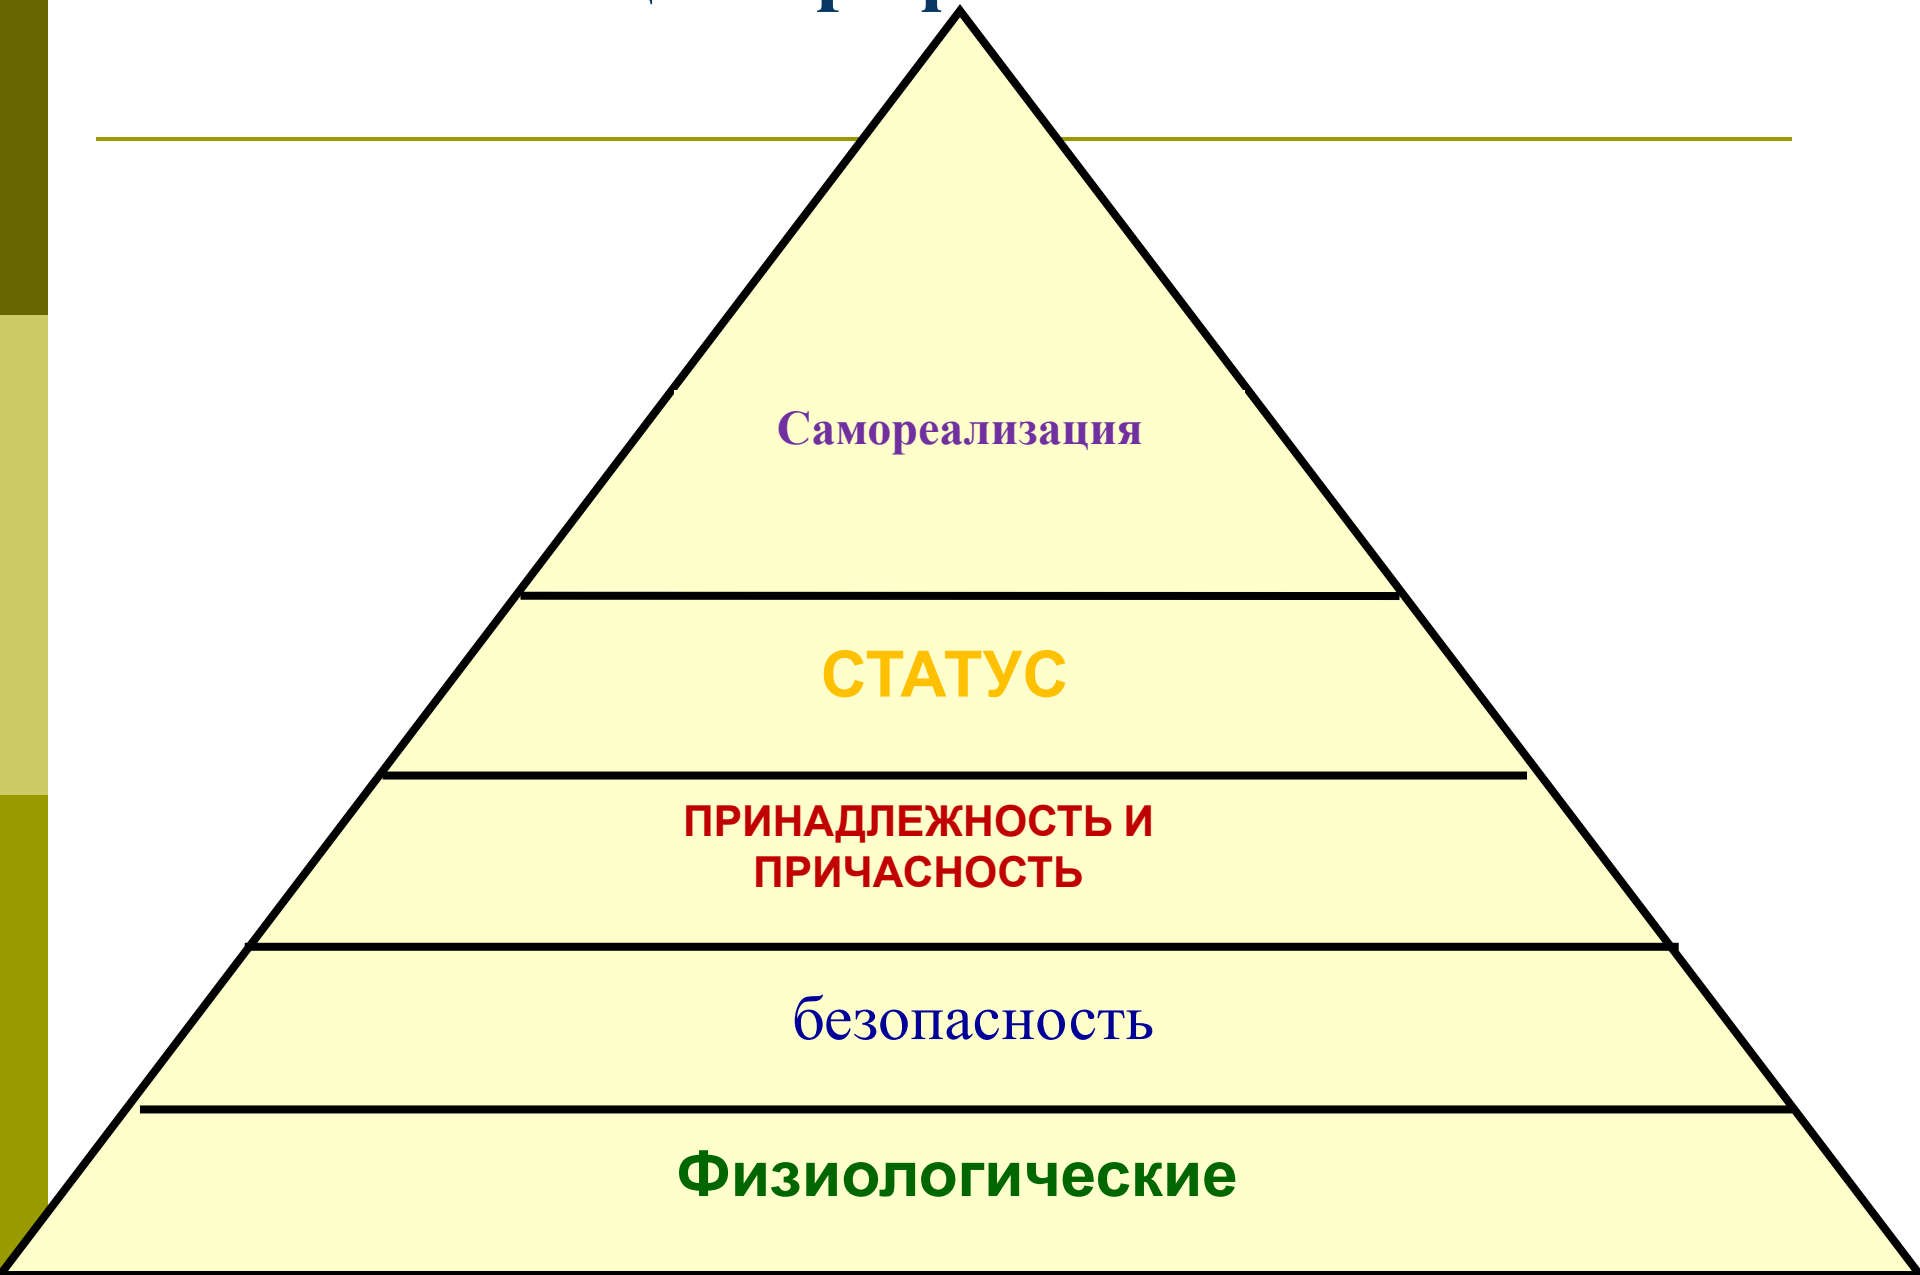 Самореализация
СТАТУС
ПРИНАДЛЕЖНОСТЬ И
ПРИЧАСНОСТЬ
безопасность
Физиологические